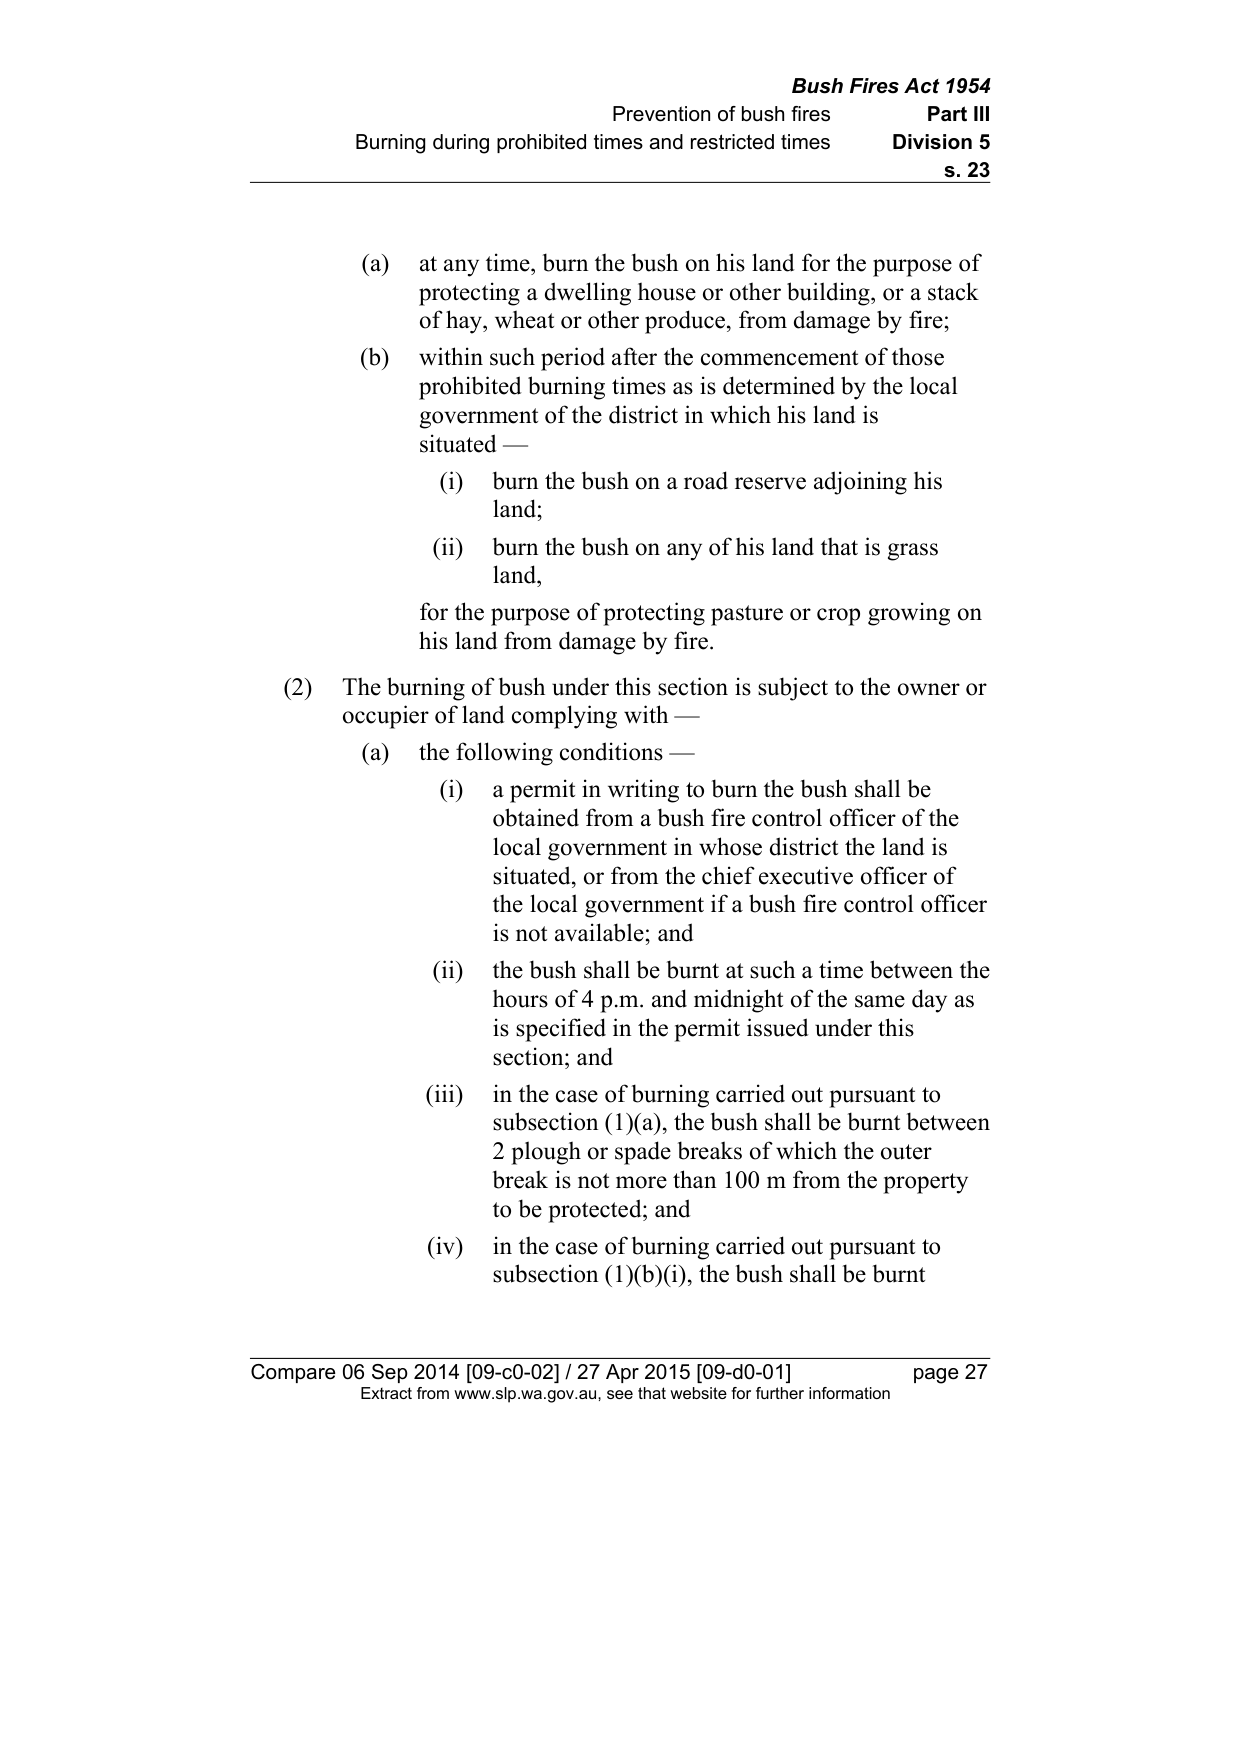 Bush Fires Act 1954
Prevention of bush fires Part III
Burning during prohibited times and restricted times Division 5
s. 23
(a) at any time, burn the bush on his land for the purpose of
protecting a dwelling house or other building, or a stack
of hay, wheat or other produce, from damage by fire;
(b) within such period after the commencement of those
prohibited burning times as is determined by the local
government of the district in which his land is
situated —
(i) burn the bush on a road reserve adjoining his
land;
(ii) burn the bush on any of his land that is grass
land,
for the purpose of protecting pasture or crop growing on
his land from damage by fire.
(2) The burning of bush under this section is subject to the owner or
occupier of land complying with —
(a) the following conditions —
(i) a permit in writing to burn the bush shall be
obtained from a bush fire control officer of the
local government in whose district the land is
situated, or from the chief executive officer of
the local government if a bush fire control officer
is not available; and
(ii) the bush shall be burnt at such a time between the
hours of 4 p.m. and midnight of the same day as
is specified in the permit issued under this
section; and
(iii) in the case of burning carried out pursuant to
subsection (1)(a), the bush shall be burnt between
2 plough or spade breaks of which the outer
break is not more than 100 m from the property
to be protected; and
(iv) in the case of burning carried out pursuant to
subsection (1)(b)(i), the bush shall be burnt
Compare 06 Sep 2014 [09-c0-02] / 27 Apr 2015 [09-d0-01] page 27
Extract from www.slp.wa.gov.au, see that website for further information